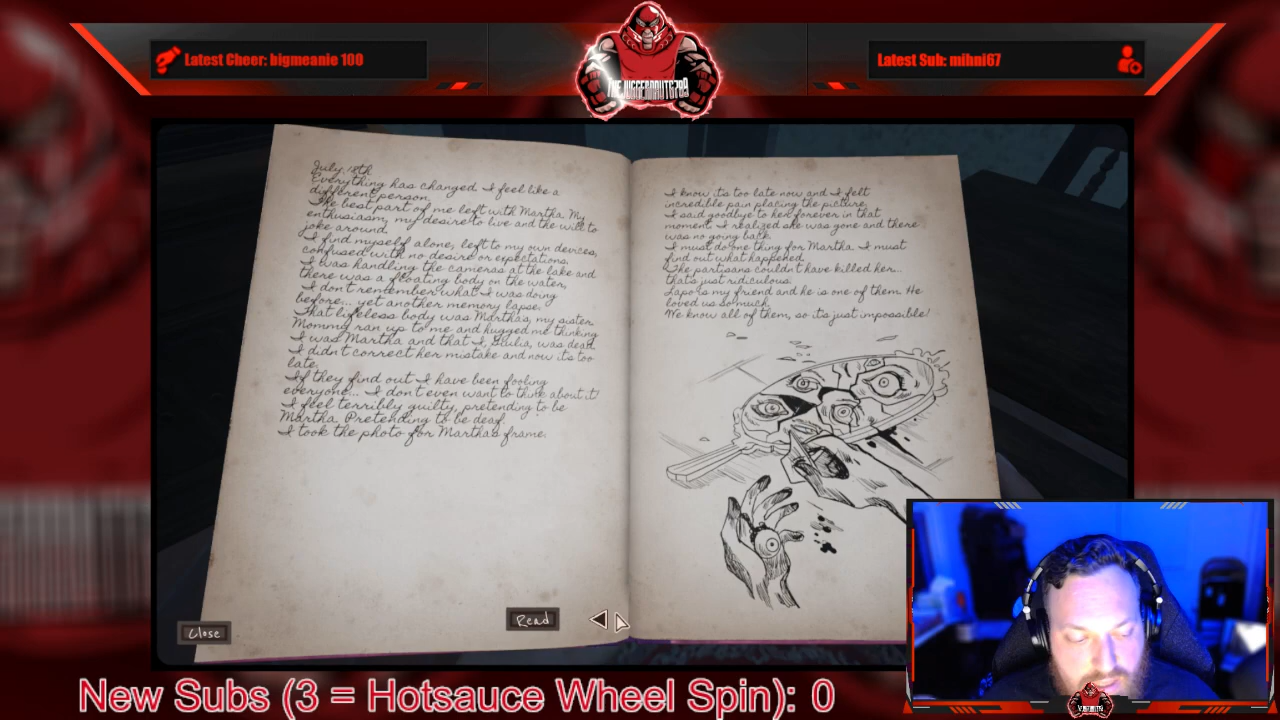 Latest Cheer: bigmeanie 100
THEJUGGERNAUT6789
Latest Sub: mihni67
July 18th
Everything has changed. I feel like a
different person.
The best part of me left with Martha. My
enthusiasm, my desire to live and the will to
joke around.
I find myself alone, left to my own devices,
confused with no desire or expectations.
I was handling the cameras at the lake and
there was a floating body on the water,
I don't remember what I was doing
before... yet another memory lapse.
That lifeless body was Martha's, my sister.
Mommy ran up to me and hugged me thinking
I was Martha and that I, Giulia, was dead.
I didn't correct her mistake and now it's too
late.
If they find out I have been fooling
everyone... I don't even want to think about it!
I feel terribly guilty, pretending to be
Martha. Pretending to be deaf.
I took the photo for Martha's frame.
I know it's too late now and I felt
incredible pain placing the picture.
I said goodbye to her forever in that
moment, I realized she was gone and there
was no going back.
I must do one thing for Martha. I must
find out what happened.
The partisans couldn't have killed her...
that's just ridiculous.
Lapo is my friend and he is one of them. He
loved us so much.
We know all of them, so it's just impossible!
Close
Read
New Subs (3 = Hotsauce Wheel Spin): 0